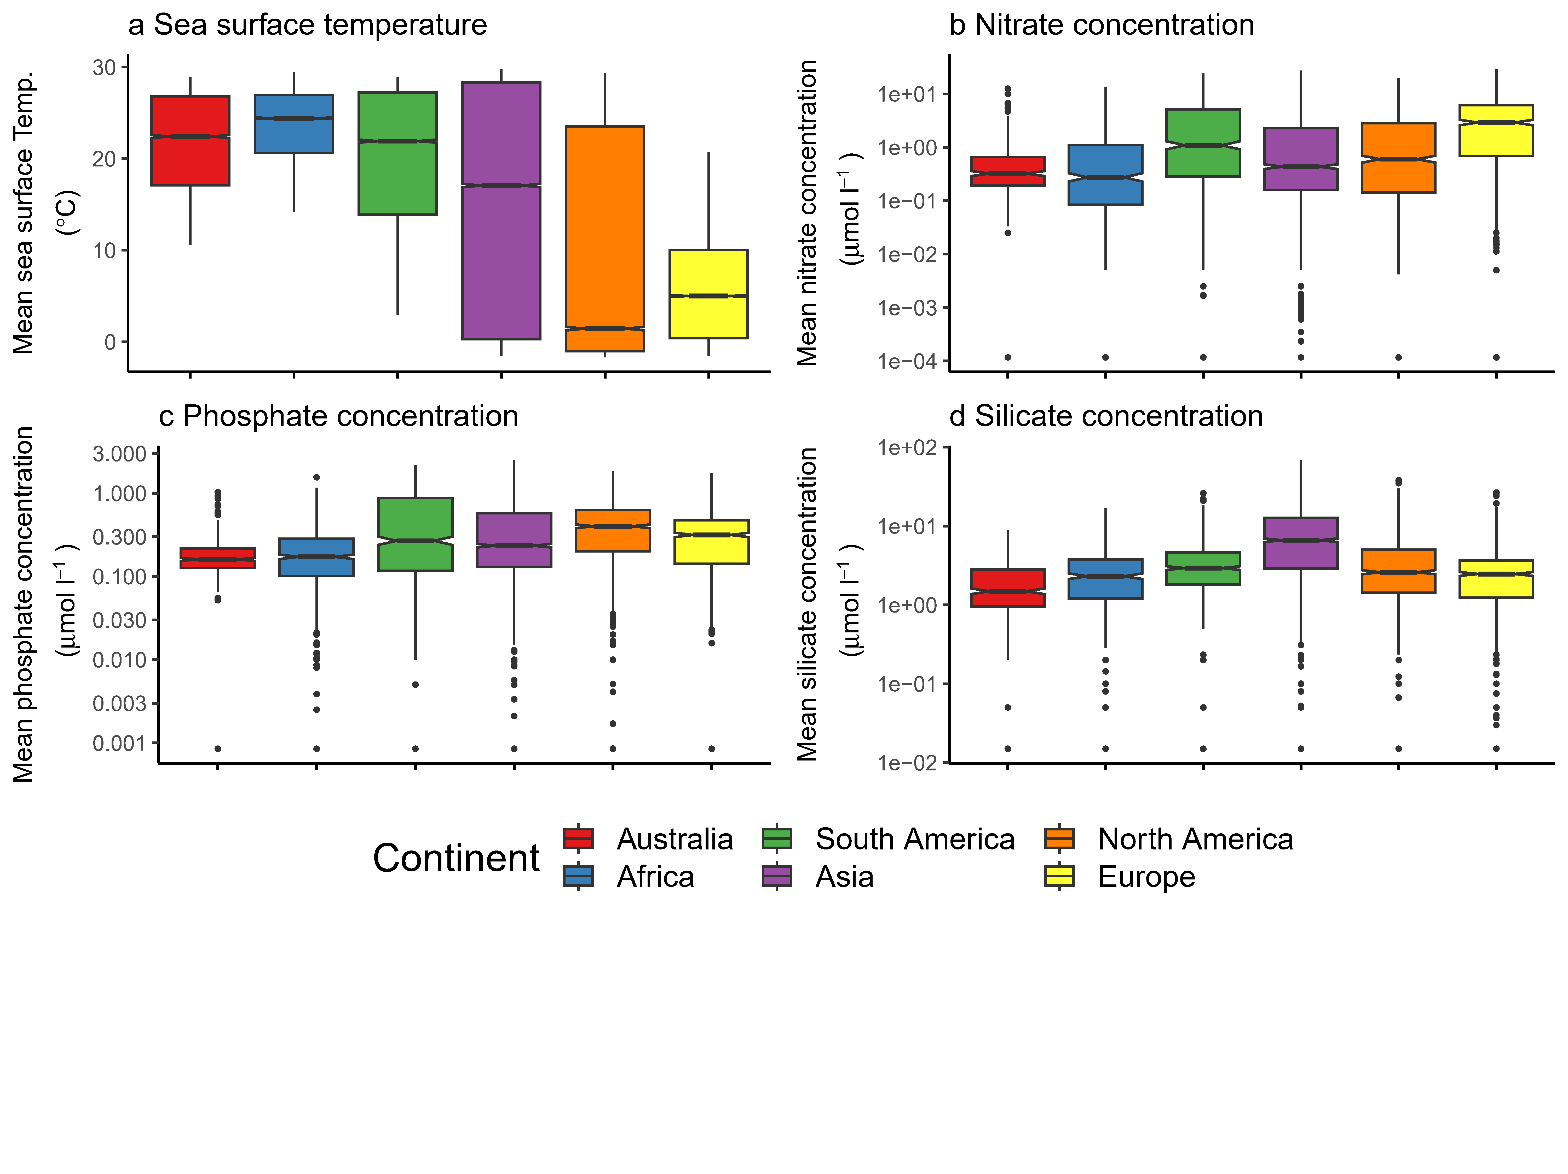 a Sea surface temperature
Mean sea surface Temp.
(°C)
30
20
10
0
b Nitrate concentration
Mean nitrate concentration
(μmol l⁻¹ )
1e+01
1e+00
1e−01
1e−02
1e−03
1e−04
c Phosphate concentration
Mean phosphate concentration
(μmol l⁻¹ )
3.000
1.000
0.300
0.100
0.030
0.010
0.003
0.001
d Silicate concentration
Mean silicate concentration
(μmol l⁻¹ )
1e+02
1e+01
1e+00
1e−01
1e−02
Continent
Australia
South America
North America
Africa
Asia
Europe